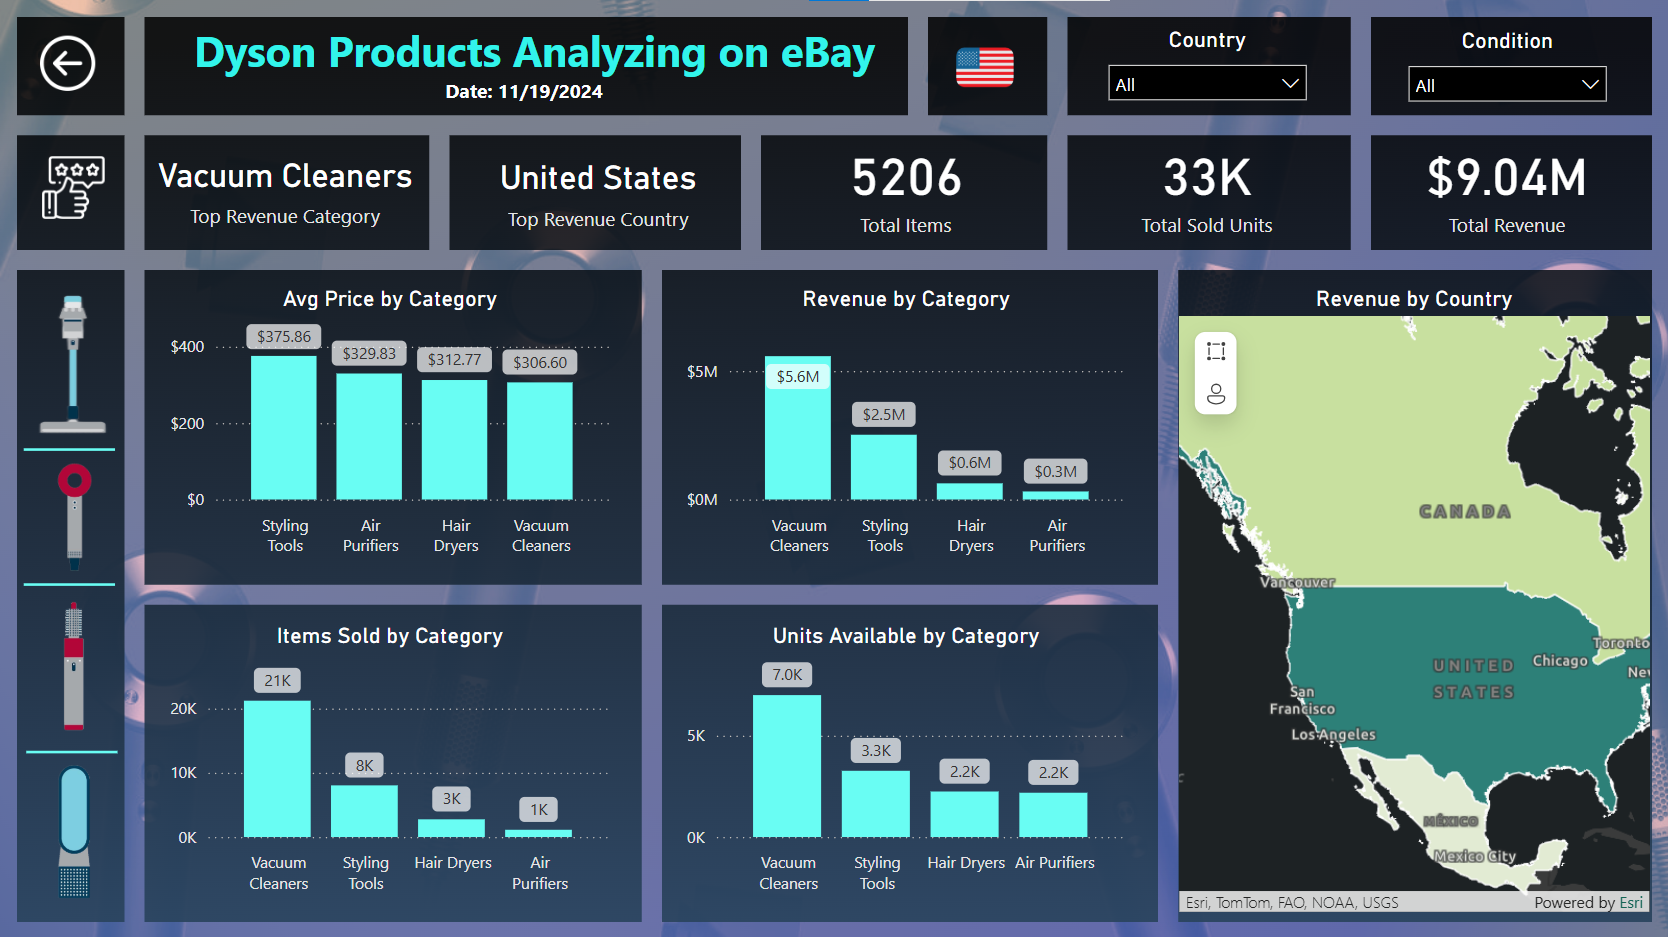 Dyson Products Analyzing on eBay
Date: 11/19/2024
Country
All
Condition
All
Vacuum Cleaners
Top Revenue Category
United States
Top Revenue Country
5206
Total Items
33K
Total Sold Units
$9.04M
Total Revenue
Avg Price by Category
$400
$200
$0
$375.86
$329.83
$312.77
$306.60
Styling
Tools
Air
Purifiers
Hair
Dryers
Vacuum
Cleaners
Revenue by Category
$5M
$0M
$5.6M
$2.5M
$0.6M
$0.3M
Vacuum
Cleaners
Styling
Tools
Hair
Dryers
Air
Purifiers
Revenue by Country
CANADA
Vancouver
Toronto
UNITED
STATES
Chicago
Ne
San
Francisco
Los Angeles
MÉXICO
Mexico City
Esri, TomTom, FAO, NOAA, USGS
Powered by Esri
Items Sold by Category
20K
10K
0K
21K
8K
3K
1K
Vacuum
Cleaners
Styling
Tools
Hair Dryers
Air
Purifiers
Units Available by Category
5K
0K
7.0K
3.3K
2.2K
2.2K
Vacuum
Cleaners
Styling
Tools
Hair Dryers
Air Purifiers